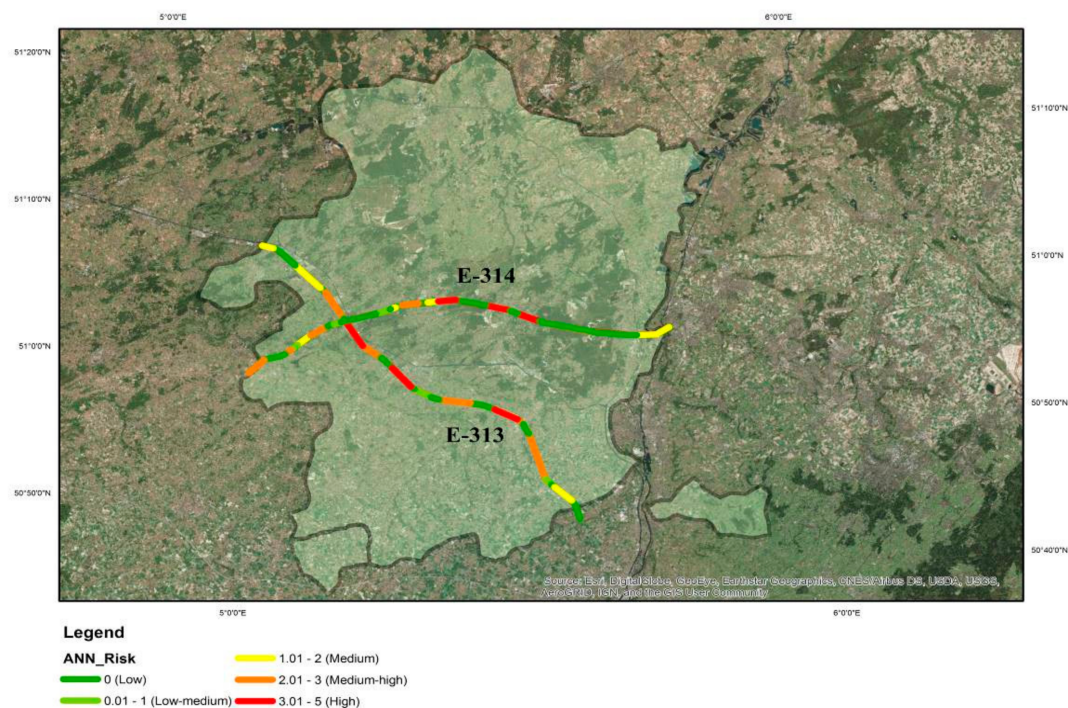 5°0'0"E 6°0'0"E
51°20'0"N
51°10'0"N
51°10'0"N
51°0'0"N
E-314
51°0'0"N
50°50'0"N
E-313
50°50'0"N
50°40'0"N
Source: Esri, DigitalGlobe, GeoEye, Earthstar Geographics, CNES/Airbus DS, USDA, USGS,
AeroGRID, IGN, and the GIS User Community
5°0'0"E 6°0'0"E
Legend
ANN_Risk
0 (Low)
0.01 - 1 (Low-medium)
1.01 - 2 (Medium)
2.01 - 3 (Medium-high)
3.01 - 5 (High)